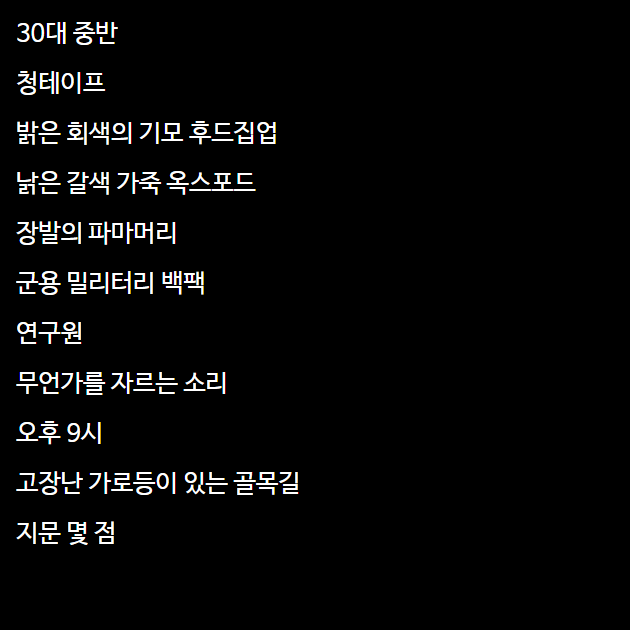 30대 중반
청테이프
밝은 회색의 기모 후드집업
낡은 갈색 가죽 옥스포드
장발의 파마머리
군용 밀리터리 백팩
연구원
무언가를 자르는 소리
오후 9시
고장난 가로등이 있는 골목길
지문 몇 점